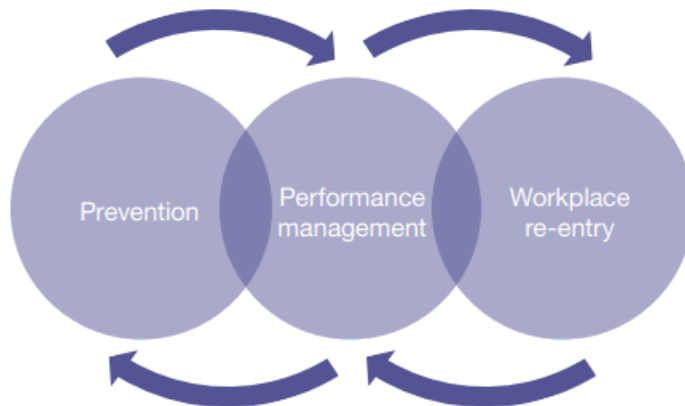 Prevention
Performance
management
Workplace
re-entry